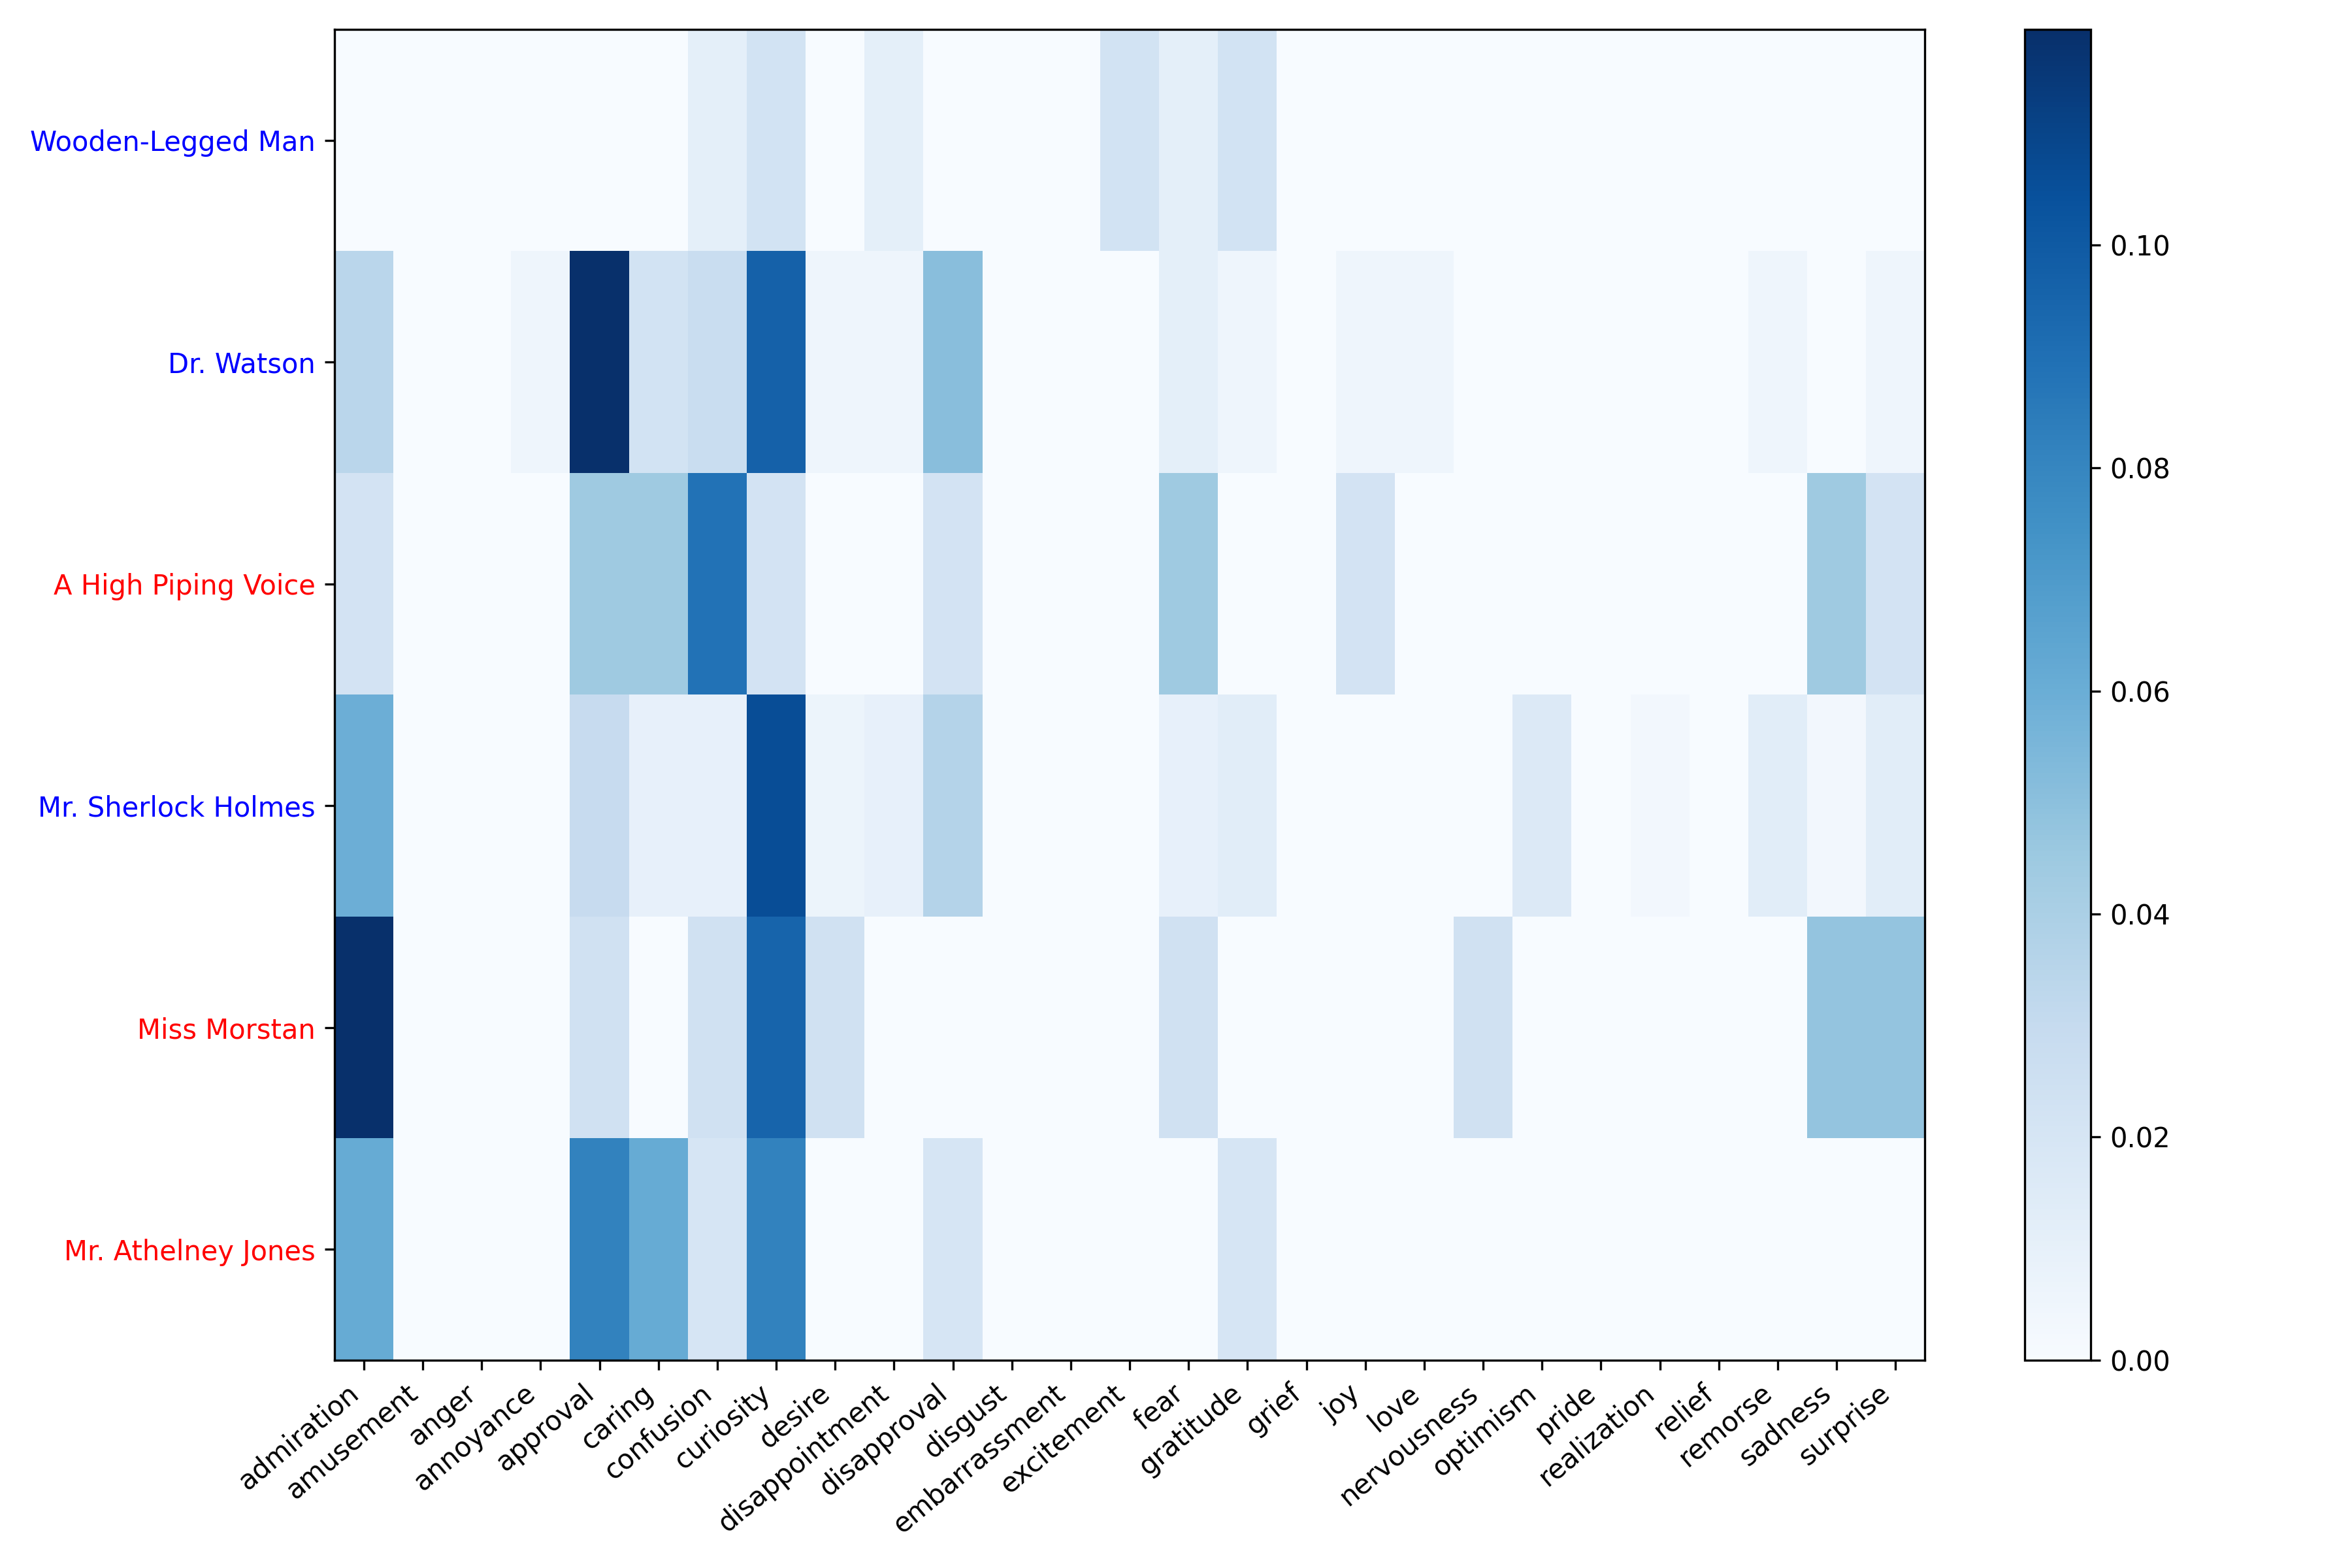 Wooden-Legged Man
Dr. Watson
A High Piping Voice
Mr. Sherlock Holmes
Miss Morstan
Mr. Athelney Jones
admiration
amusement
anger
annoyance
approval
caring
confusion
curiosity
desire
disappointment
disapproval
disgust
embarrassment
excitement
fear
gratitude
grief
joy
love
nervousness
optimism
pride
realization
relief
remorse
sadness
surprise
0.10
0.08
0.06
0.04
0.02
0.00